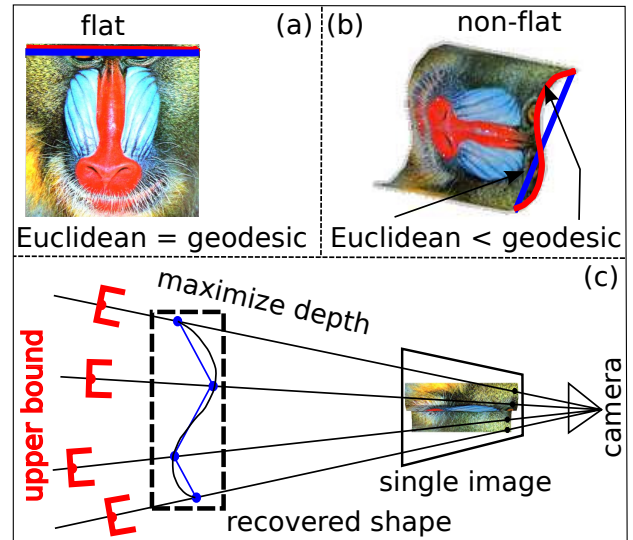 flat
(a)
Euclidean = geodesic
(b)
non-flat
Euclidean < geodesic
(c)
maximize depth
upper bound
camera
single image
recovered shape